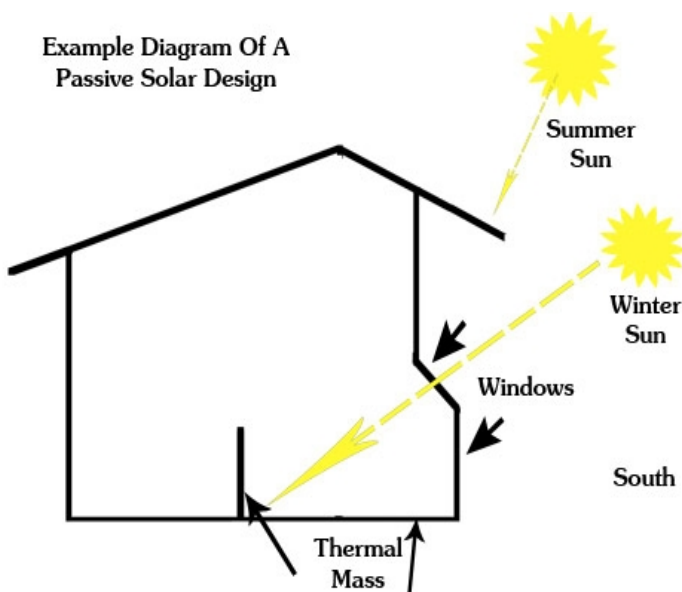 Example Diagram Of A
Passive Solar Design
Summer
Sun
Winter
Sun
Windows
South
Thermal
Mass